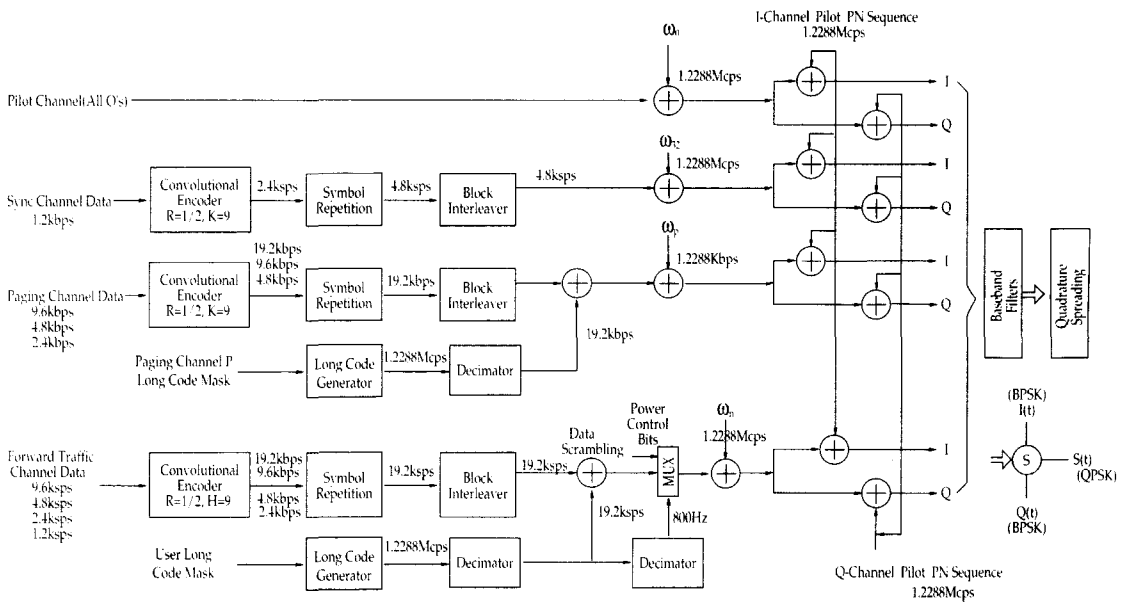 I-Channel Pilot PN Sequence
1.2288Mcps
Pilot Channel(All O's)
1.2288Mcps
I
Q
ω32
1.2288Mcps
Sync Channel Data
1.2kbps
Convolutional
Encoder
R=1/2, K=9
2.4ksps
Symbol
Repetition
4.8ksps
Block
Interleaver
4.8ksps
I
Q
Paging Channel Data
9.6kbps
4.8kbps
2.4kbps
Convolutional
Encoder
R=1/2, K=9
19.2kbps
9.6kbps
4.8kbps
Symbol
Repetition
19.2kbps
Block
Interleaver
19.2kbps
ωp
1.2288Kbps
I
Q
Baseband
Filters
Quadrature
Spreading
Paging Channel P
Long Code Mask
Long Code
Generator
1.2288Mcps
Decimator
Forward Traffic
Channel Data
9.6ksps
4.8ksps
2.4ksps
1.2ksps
Convolutional
Encoder
R=1/2, H=9
19.2kbps
9.6kbps
4.8kbps
2.4kbps
Symbol
Repetition
19.2ksps
Block
Interleaver
19.2ksps
Data
Scrambling
19.2ksps
Power
Control
Bits
MUX
800Hz
ωn
1.2288Mcps
I
Q
User Long
Code Mask
Long Code
Generator
1.2288Mcps
Decimator
Decimator
(BPSK)
I(t)
S
S(t)
(QPSK)
Q(t)
(BPSK)
Q-Channel Pilot PN Sequence
1.2288Mcps